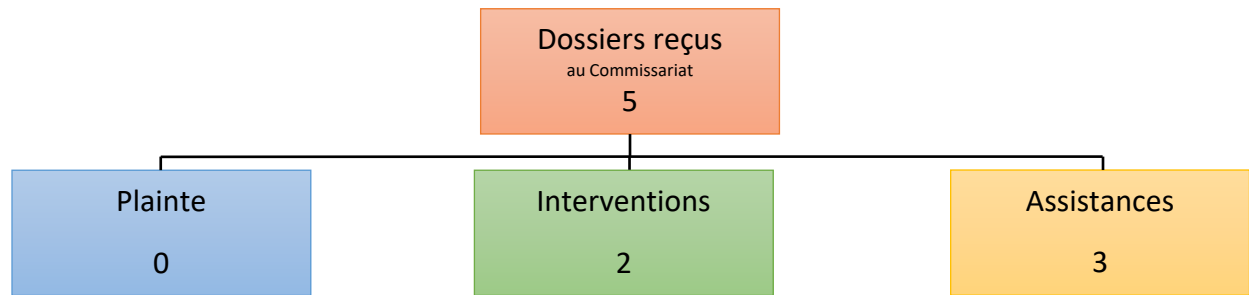 Dossiers reçus
au Commissariat
5
Plainte
0
Interventions
2
Assistances
3